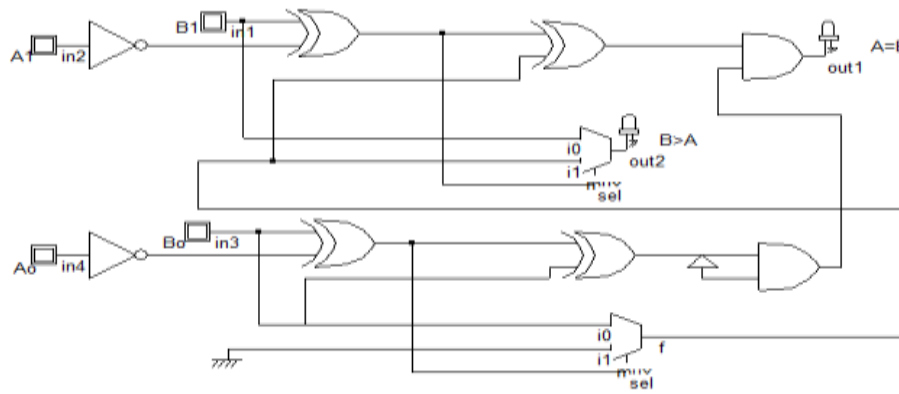 B1 in1
A1 in2
out1
A=B
i0
B>A
out2
i1
sel
Bo in3
Ao in4
i0
i1
f
sel